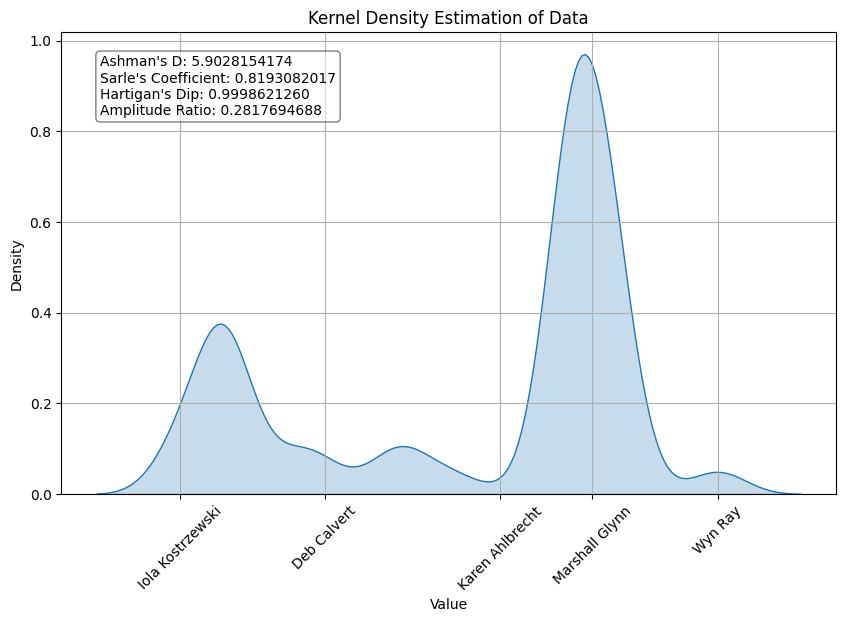 Kernel Density Estimation of Data
Ashman's D: 5.9028154174
Sarle's Coefficient: 0.8193082017
Hartigan's Dip: 0.9998621260
Amplitude Ratio: 0.2817694688
Density
1.0
0.8
0.6
0.4
0.2
0.0
Iola Kostrzewski
Deb Calvert
Karen Ahlbrecht
Marshall Glynn
Wyn Ray
Value